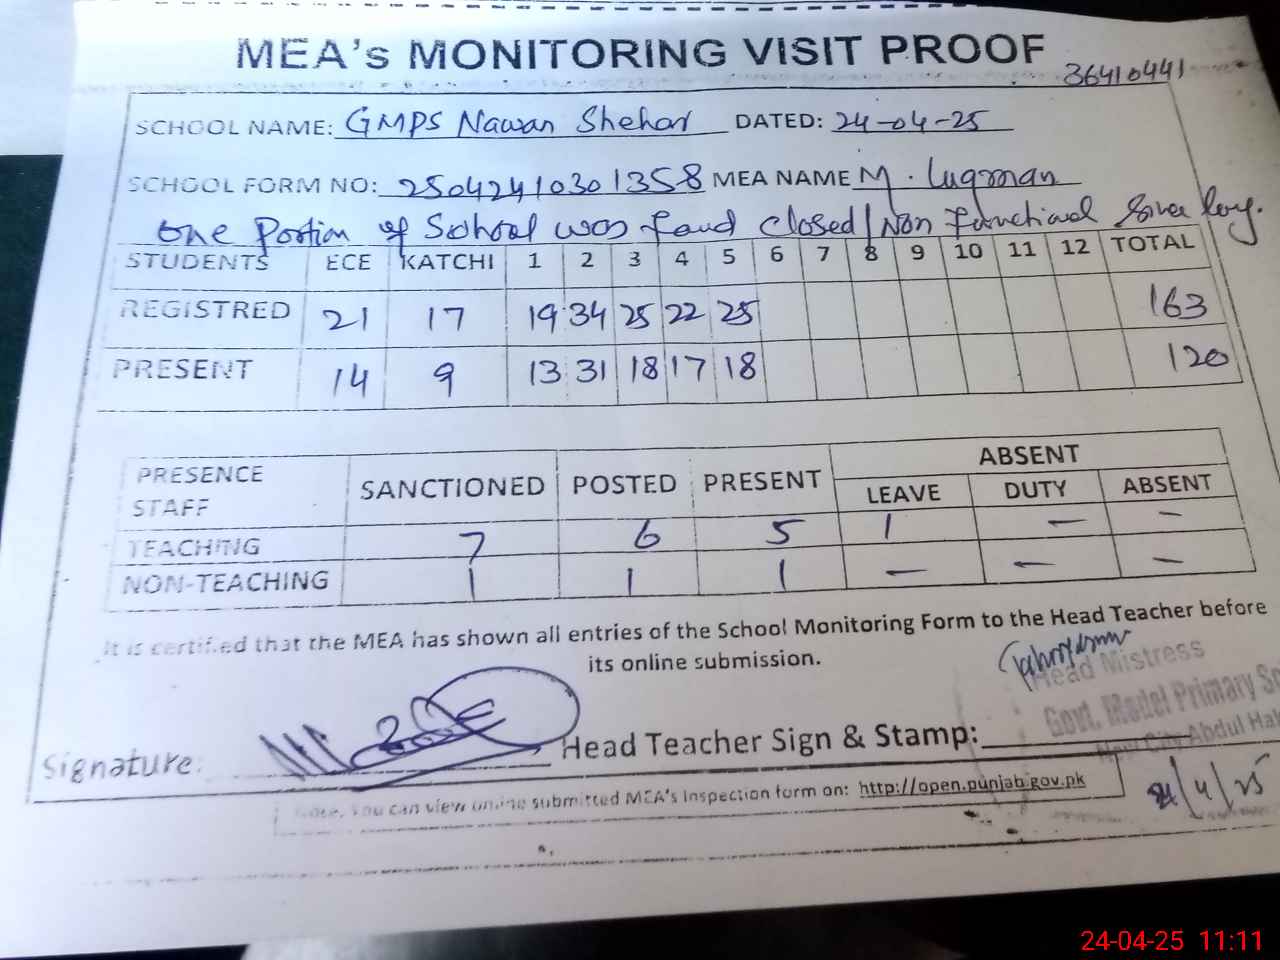 MEA's MONITORING VISIT PROOF
36410441
SCHOOL NAME: GMPS Nawan Shehar DATED: 24-04-25
SCHOOL FORM NO: 25042410301358 MEA NAME M. luqman
one Portion of School was faud closed/Non Functional Since long.
STUDENTS ECE KATCHI 1 2 3 4 5 6 7 8 9 10 11 12 TOTAL
REGISTRED 21 17 19 34 25 22 25 163
PRESENT 14 9 13 31 18 17 18 120
PRESENCE STAFF SANCTIONED POSTED PRESENT ABSENT
LEAVE DUTY ABSENT
TEACHING 7 6 5 1 — —
NON-TEACHING 1 1 1 — — —
It is certified that the MEA has shown all entries of the School Monitoring Form to the Head Teacher before
its online submission.
Head Mistress
Govt. Model Primary
Abdul
Signature: Head Teacher Sign & Stamp:
Note, You can view online submitted MEA's Inspection form on: http://open.punjab.gov.pk
24/4/25
24-04-25 11:11